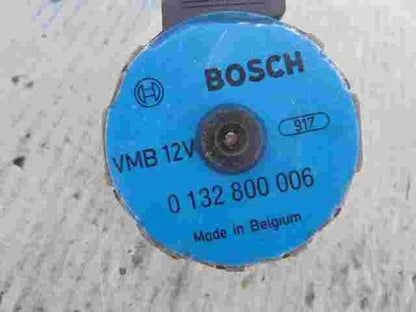 BOSCH
917
VMB 12V
0 132 800 006
Made in Belgium